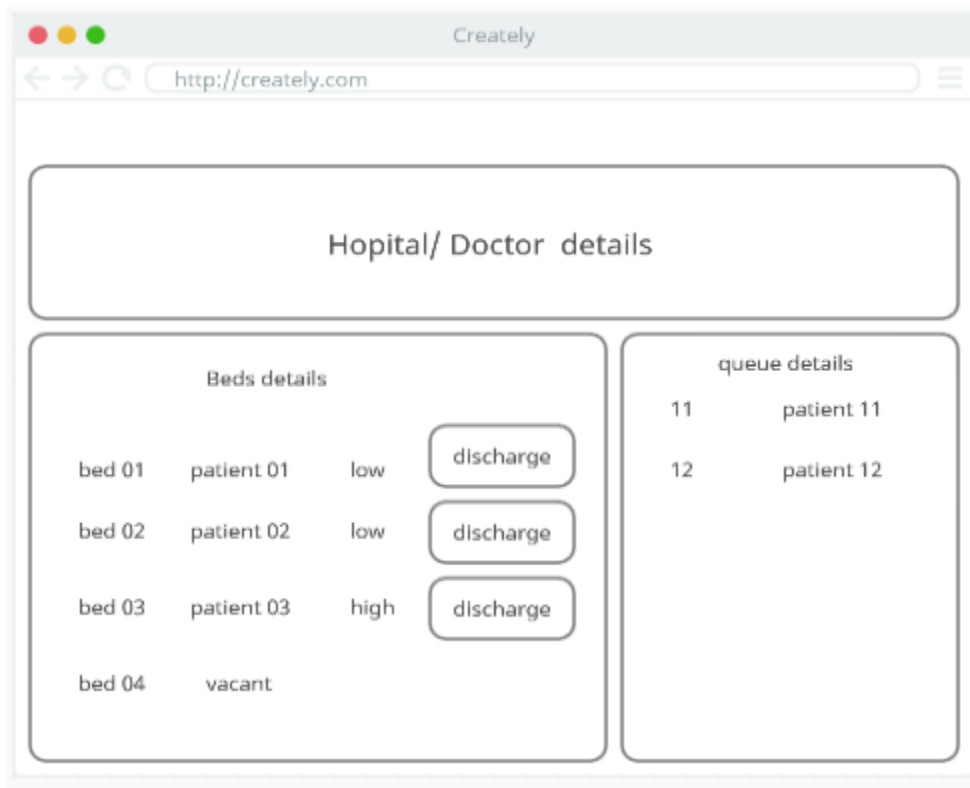 Creately
http://creately.com
Hopital/ Doctor details
Beds details
bed 01 patient 01 low discharge
bed 02 patient 02 low discharge
bed 03 patient 03 high discharge
bed 04 vacant
queue details
11 patient 11
12 patient 12